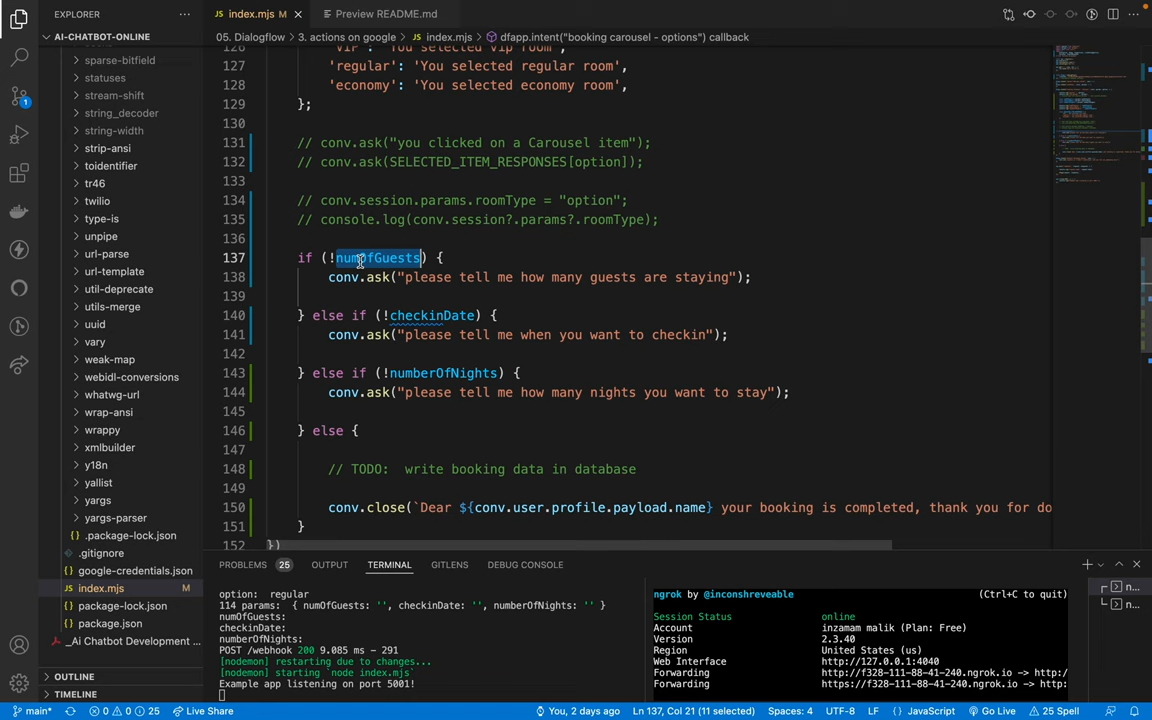 EXPLORER
index.mjs M
Preview README.md
AI-CHATBOT-ONLINE
05. Dialogflow > 3. actions on google > index.mjs > dfapp.intent("booking carousel - options") callback
sparse-bitfield
statuses
stream-shift
string_decoder
string-width
strip-ansi
toidentifier
tr46
twilio
type-is
unpipe
url-parse
url-template
util-deprecate
utils-merge
uuid
vary
weak-map
webidl-conversions
whatwg-url
wrap-ansi
wrappy
xmlbuilder
y18n
yallist
yargs
yargs-parser
.package-lock.json
.gitignore
google-credentials.json
index.mjs M
package-lock.json
package.json
_Ai Chatbot Development ...
OUTLINE
TIMELINE
127 'regular': 'You selected regular room',
128 'economy': 'You selected economy room',
129 };
130
131 // conv.ask("you clicked on a Carousel item");
132 // conv.ask(SELECTED_ITEM_RESPONSES[option]);
133
134 // conv.session.params.roomType = "option";
135 // console.log(conv.session?.params?.roomType);
136
137 if (!numOfGuests) {
138 conv.ask("please tell me how many guests are staying");
139
140 } else if (!checkinDate) {
141 conv.ask("please tell me when you want to checkin");
142
143 } else if (!numberOfNights) {
144 conv.ask("please tell me how many nights you want to stay");
145
146 } else {
147
148 // TODO: write booking data in database
149
150 conv.close(`Dear ${conv.user.profile.payload.name} your booking is completed, thank you for do
151 }
152 })
PROBLEMS 25 OUTPUT TERMINAL GITLENS DEBUG CONSOLE
option: regular
114 params: { numOfGuests: '', checkinDate: '', numberOfNights: '' }
numOfGuests:
checkinDate:
numberOfNights:
POST /webhook 200 9.085 ms - 291
[nodemon] restarting due to changes...
[nodemon] starting `node index.mjs`
Example app listening on port 5001!
ngrok by @inconshreveable (Ctrl+C to quit)
Session Status online
Account inzamam malik (Plan: Free)
Version 2.3.40
Region United States (us)
Web Interface http://127.0.0.1:4040
Forwarding http://f328-111-88-41-240.ngrok.io -> http:/
Forwarding https://f328-111-88-41-240.ngrok.io -> http:
n...
n...
main* 0 0 25 Live Share You, 2 days ago Ln 137, Col 21 (11 selected) Spaces: 4 UTF-8 LF JavaScript Go Live 25 Spell